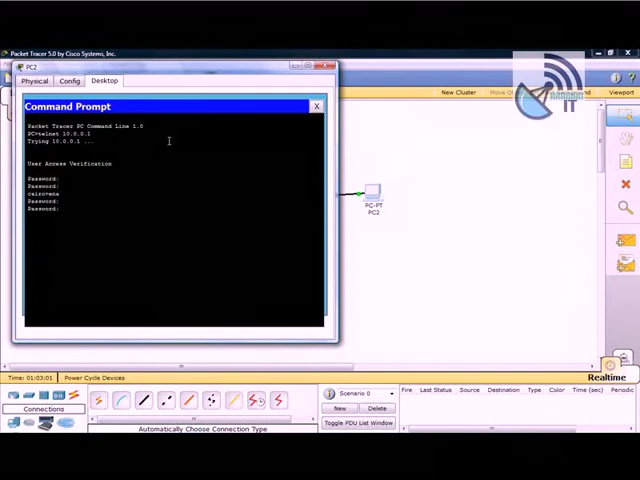 Packet Tracer 5.0 by Cisco Systems, Inc.
PC2
Physical
Config
Desktop
Command Prompt
X
Packet Tracer PC Command Line 1.0
PC>telnet 10.0.0.1
Trying 10.0.0.1 ...
User Access Verification
Password:
Password:
cairo>ena
Password:
Password:
New Cluster
Viewport
IT
PC-PT
PC2
Time: 01:03:01
Power Cycle Devices
Realtime
Connections
Automatically Choose Connection Type
Scenario 0
New
Delete
Toggle PDU List Window
Fire
Last Status
Source
Destination
Type
Color
Time (sec)
Periodic